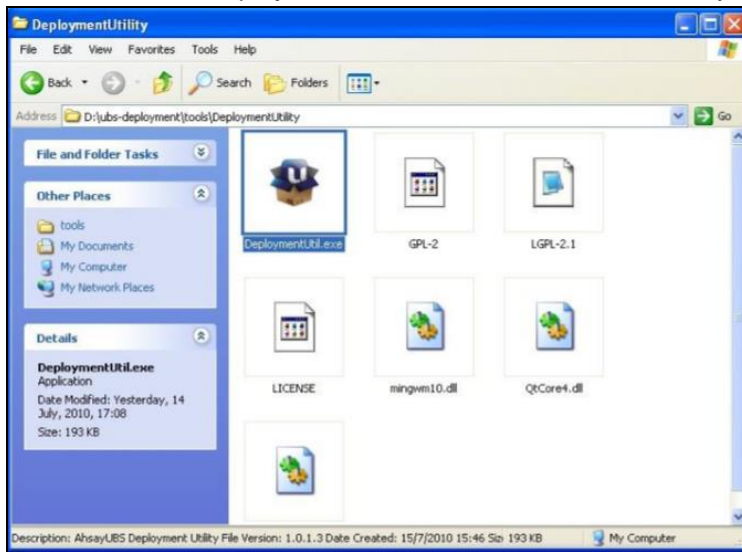 DeploymentUtility
File Edit View Favorites Tools Help
Back Search Folders
Address D:\ubs-deployment\tools\DeploymentUtility Go
File and Folder Tasks
Other Places
tools
My Documents
My Computer
My Network Places
Details
DeploymentUtil.exe
Application
Date Modified: Yesterday, 14
July, 2010, 17:08
Size: 193 KB
DeploymentUtil.exe GPL-2 LGPL-2.1
LICENSE mingwm10.dll QtCore4.dll
Description: AhsayUBS Deployment Utility File Version: 1.0.1.3 Date Created: 15/7/2010 15:46 Siz 193 KB My Computer